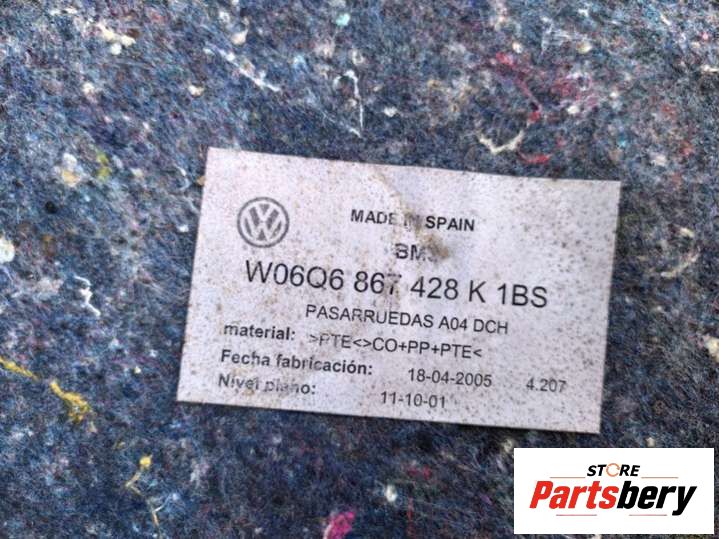 MADE IN SPAIN
BMS
W06Q6 867 428 K 1BS
PASARRUEDAS A04 DCH
material: >PTE<>CO+PP+PTE<
Fecha fabricación: 18-04-2005 4.207
Nivel plano: 11-10-01
STORE
Partsbery